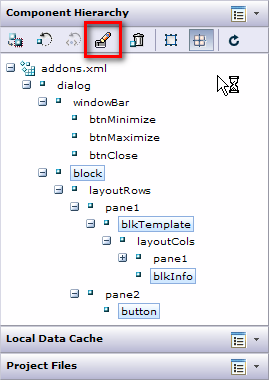 Component Hierarchy
addons.xml
dialog
windowBar
btnMinimize
btnMaximize
btnClose
block
layoutRows
pane1
blkTemplate
layoutCols
pane1
blkInfo
pane2
button
Local Data Cache
Project Files